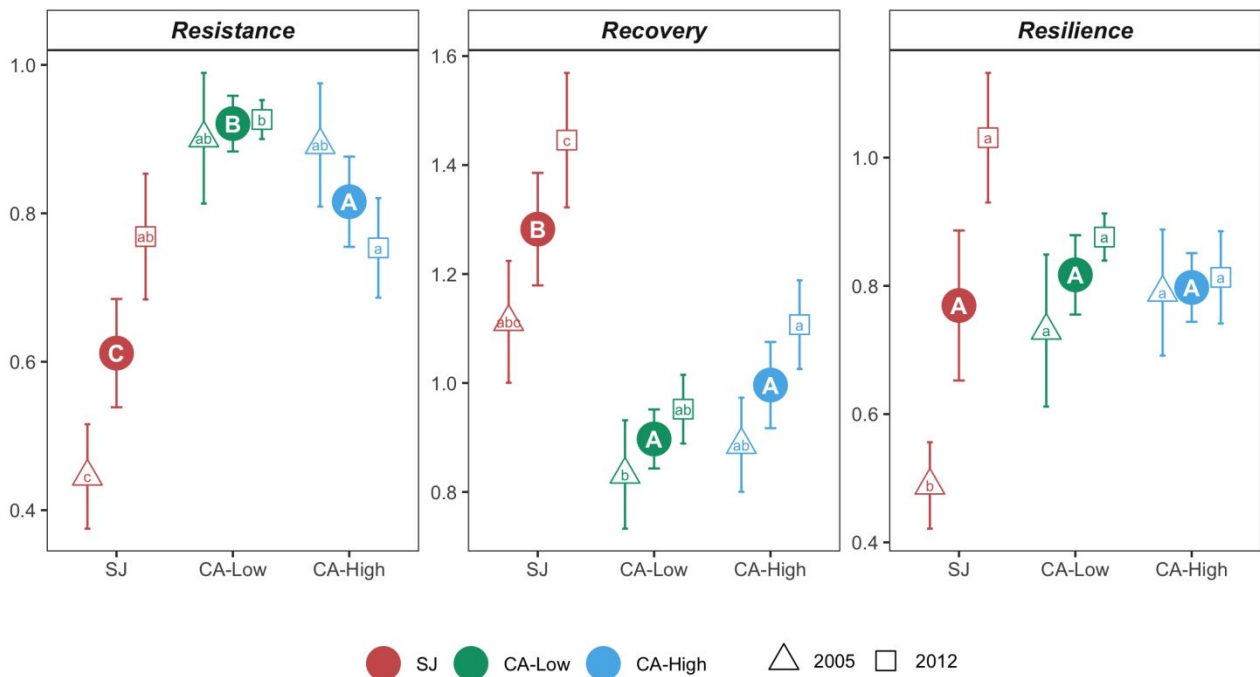 Resistance
1.0
0.8
0.6
0.4
c
C
ab
ab
B
b
ab
A
a
SJ
CA-Low
CA-High
Recovery
1.6
1.4
1.2
1.0
0.8
abc
B
c
b
A
ab
ab
A
a
SJ
CA-Low
CA-High
Resilience
1.0
0.8
0.6
0.4
b
A
a
a
A
a
a
A
a
SJ
CA-Low
CA-High
SJ CA-Low CA-High 2005 2012